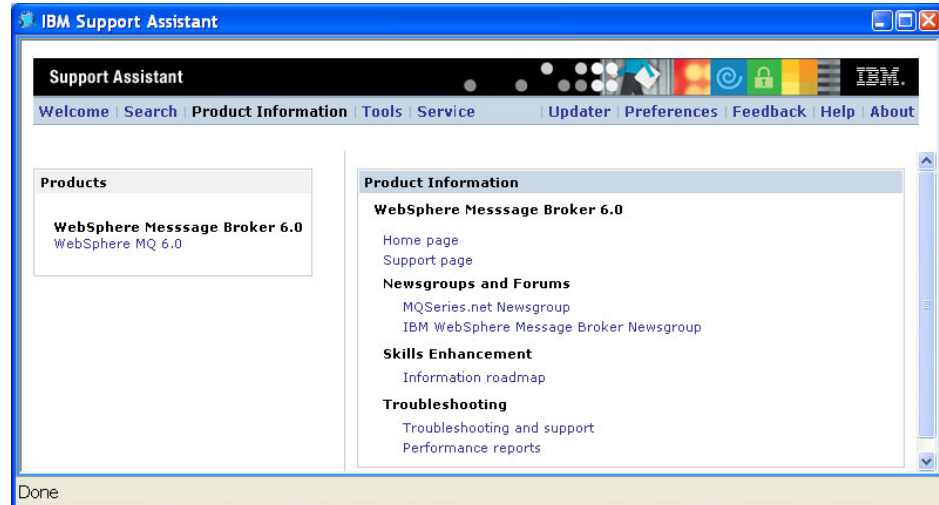 IBM Support Assistant
Support Assistant
IBM.
Welcome | Search | Product Information | Tools | Service | Updater | Preferences | Feedback | Help | About
Products
WebSphere Messsage Broker 6.0
WebSphere MQ 6.0
Product Information
WebSphere Messsage Broker 6.0
Home page
Support page
Newsgroups and Forums
MQSeries.net Newsgroup
IBM WebSphere Message Broker Newsgroup
Skills Enhancement
Information roadmap
Troubleshooting
Troubleshooting and support
Performance reports
Done